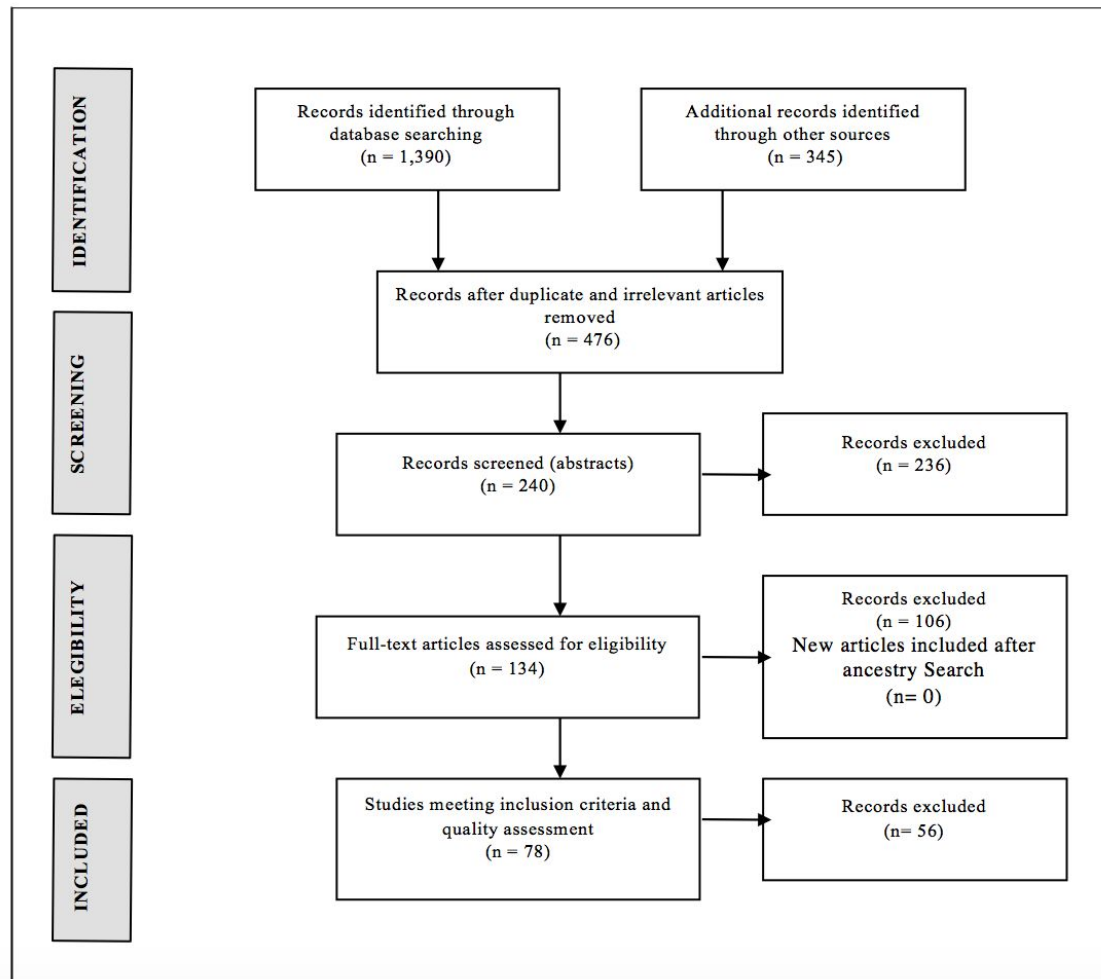 IDENTIFICATION
Records identified through
database searching
(n = 1,390)
Additional records identified
through other sources
(n = 345)
Records after duplicate and irrelevant articles
removed
(n = 476)
SCREENING
Records screened (abstracts)
(n = 240)
Records excluded
(n = 236)
ELEGIBILITY
Full-text articles assessed for eligibility
(n = 134)
Records excluded
(n = 106)
New articles included after
ancestry Search
(n= 0)
INCLUDED
Studies meeting inclusion criteria and
quality assessment
(n = 78)
Records excluded
(n= 56)